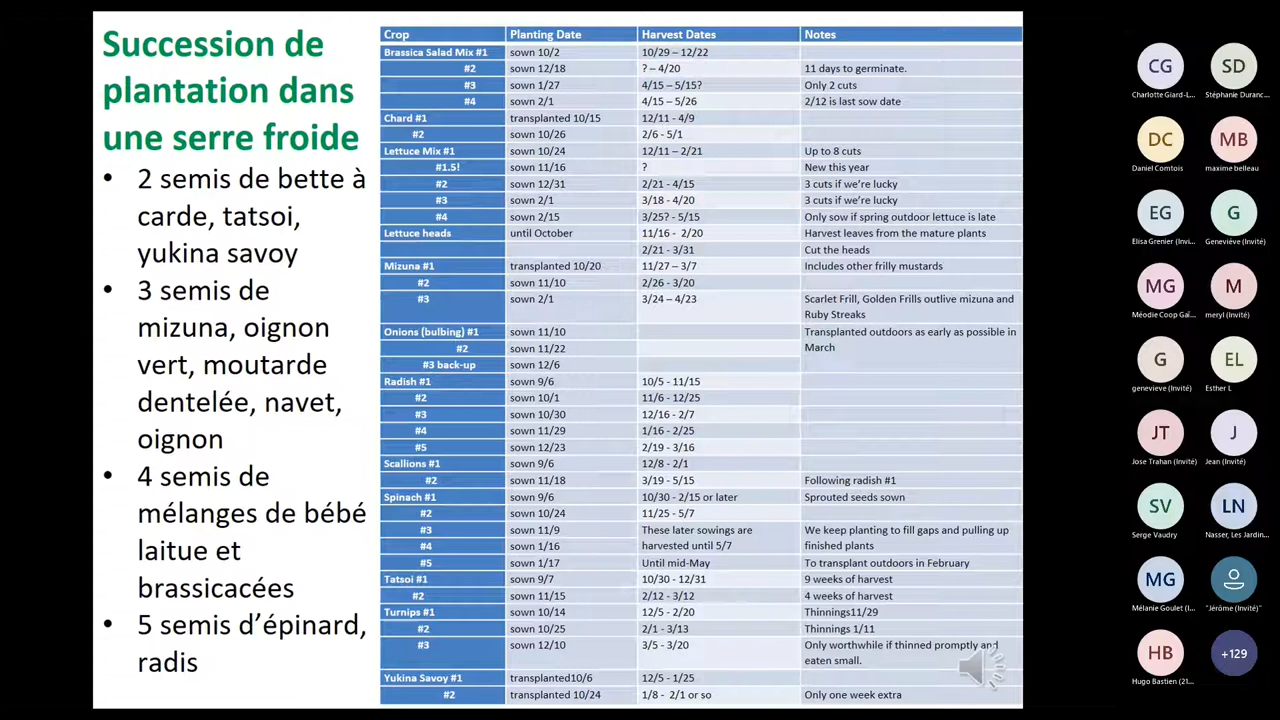 Succession de
plantation dans
une serre froide
• 2 semis de bette à
carde, tatsoi,
yukina savoy
• 3 semis de
mizuna, oignon
vert, moutarde
dentelée, navet,
oignon
• 4 semis de
mélanges de bébé
laitue et
brassicacées
• 5 semis d'épinard,
radis
Crop Planting Date Harvest Dates Notes
Brassica Salad Mix #1 sown 10/2 10/29 – 12/22
#2 sown 12/18 ? – 4/20 11 days to germinate.
#3 sown 1/27 4/15 – 5/15? Only 2 cuts
#4 sown 2/1 4/15 – 5/26 2/12 is last sow date
Chard #1 transplanted 10/15 12/11 - 4/9
#2 sown 10/26 2/6 - 5/1
Lettuce Mix #1 sown 10/24 12/11 – 2/21 Up to 8 cuts
#1.5! sown 11/16 ? New this year
#2 sown 12/31 2/21 - 4/15 3 cuts if we're lucky
#3 sown 2/1 3/18 - 4/20 3 cuts if we're lucky
#4 sown 2/15 3/25? - 5/15 Only sow if spring outdoor lettuce is late
Lettuce heads until October 11/16 - 2/20 Harvest leaves from the mature plants
2/21 - 3/31 Cut the heads
Mizuna #1 transplanted 10/20 11/27 – 3/7 Includes other frilly mustards
#2 sown 11/10 2/26 - 3/20
#3 sown 2/1 3/24 – 4/23 Scarlet Frill, Golden Frills outlive mizuna and
Ruby Streaks
Onions (bulbing) #1 sown 11/10 Transplanted outdoors as early as possible in
#2 sown 11/22 March
#3 back-up sown 12/6
Radish #1 sown 9/6 10/5 - 11/15
#2 sown 10/1 11/6 - 12/25
#3 sown 10/30 12/16 - 2/7
#4 sown 11/29 1/16 - 2/25
#5 sown 12/23 2/19 - 3/16
Scallions #1 sown 9/6 12/8 - 2/1
#2 sown 11/18 3/19 - 5/15 Following radish #1
Spinach #1 sown 9/6 10/30 - 2/15 or later Sprouted seeds sown
#2 sown 10/24 11/25 - 5/7
#3 sown 11/9 These later sowings are We keep planting to fill gaps and pulling up
#4 sown 1/16 harvested until 5/7 finished plants
#5 sown 1/17 Until mid-May To transplant outdoors in February
Tatsoi #1 sown 9/7 10/30 - 12/31 9 weeks of harvest
#2 sown 11/15 2/12 - 3/12 4 weeks of harvest
Turnips #1 sown 10/14 12/5 - 2/20 Thinnings11/29
#2 sown 10/25 2/1 - 3/13 Thinnings 1/11
#3 sown 12/10 3/5 - 3/20 Only worthwhile if thinned promptly and
eaten small.
Yukina Savoy #1 transplanted10/6 12/5 - 1/25
#2 transplanted 10/24 1/8 - 2/1 or so Only one week extra
CG SD
Charlotte Giard-L... Stéphanie Duranc...
DC MB
Daniel Comtois maxime belleau
EG G
Elisa Grenier (Invi... Geneviève (Invité)
MG M
Méodie Coop Gaï... meryl (Invité)
G EL
genevieve (Invité) Esther L
JT J
Jose Trahan (Invité) Jean (Invité)
SV LN
Serge Vaudry Nasser, Les Jardin...
MG
Mélanie Goulet (I... "Jérôme (Invité)"
HB +129
Hugo Bastien (21...